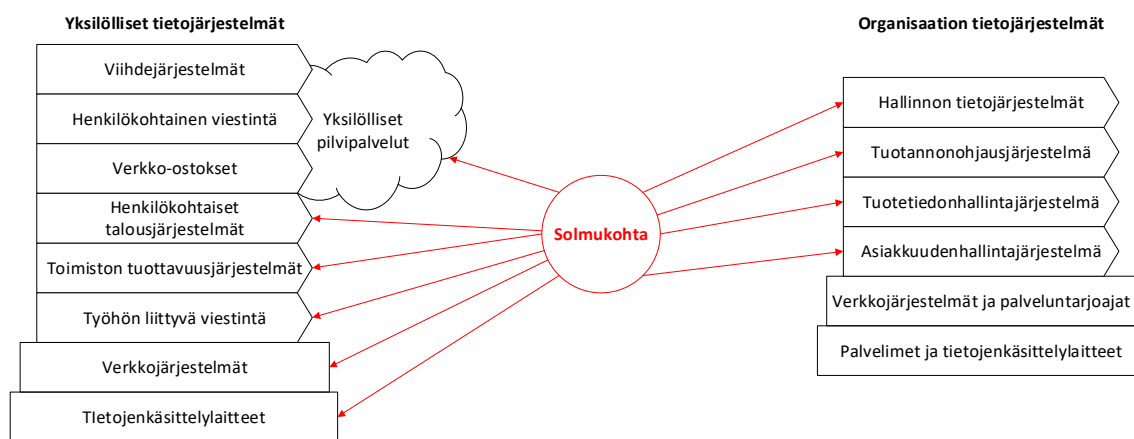 Yksilölliset tietojärjestelmät
Viihdejärjestelmät
Henkilökohtainen viestintä
Verkko-ostokset
Henkilökohtaiset
talousjärjestelmät
Toimiston tuottavuusjärjestelmät
Työhön liittyvä viestintä
Verkkojärjestelmät
TIetojenkäsittelylaitteet
Yksilölliset
pilvipalvelut
Solmukohta
Organisaation tietojärjestelmät
Hallinnon tietojärjestelmät
Tuotannonohjausjärjestelmä
Tuotetiedonhallintajärjestelmä
Asiakkuudenhallintajärjestelmä
Verkkojärjestelmät ja palveluntarjoajat
Palvelimet ja tietojenkäsittelylaitteet